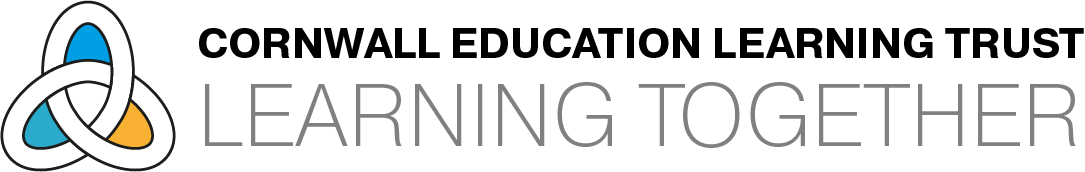 CORNWALL EDUCATION LEARNING TRUST
LEARNING TOGETHER